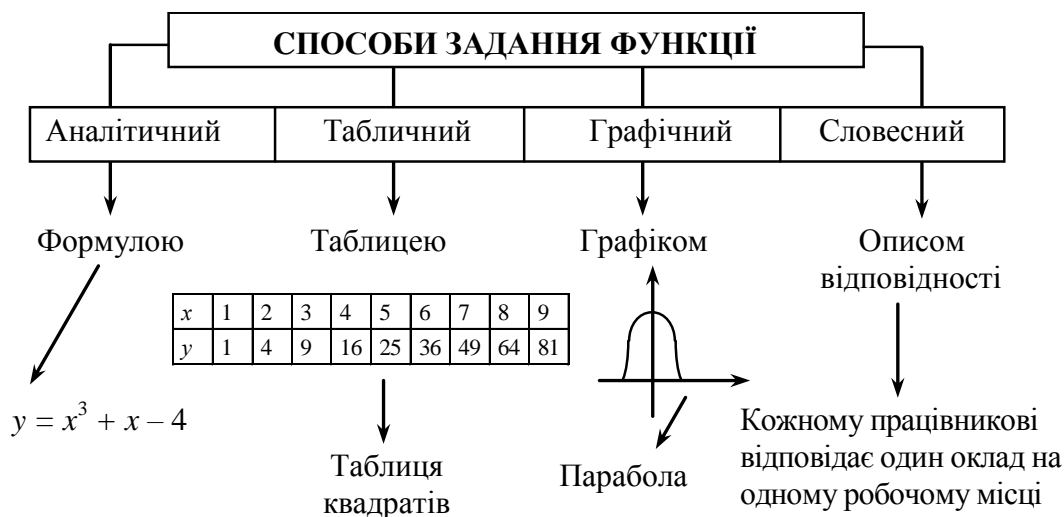 СПОСОБИ ЗАДАННЯ ФУНКЦІЇ
Аналітичний Табличний Графічний Словесний
Формулою Таблицею Графіком Описом
відповідності
x 1 2 3 4 5 6 7 8 9
y 1 4 9 16 25 36 49 64 81
y = x³ + x – 4
Таблиця
квадратів
Парабола
Кожному працівникові
відповідає один оклад на
одному робочому місці